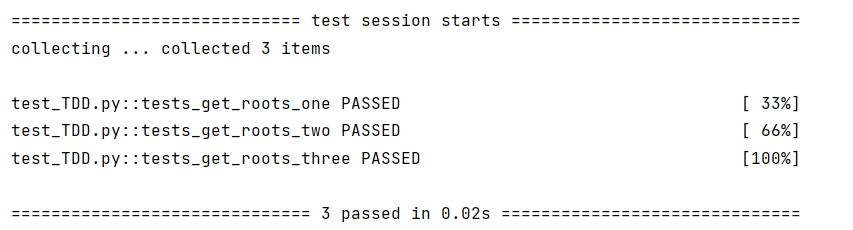 ============================= test session starts =============================
collecting ... collected 3 items
test_TDD.py::tests_get_roots_one PASSED                                  [ 33%]
test_TDD.py::tests_get_roots_two PASSED                                  [ 66%]
test_TDD.py::tests_get_roots_three PASSED                                [100%]
============================== 3 passed in 0.02s ==============================